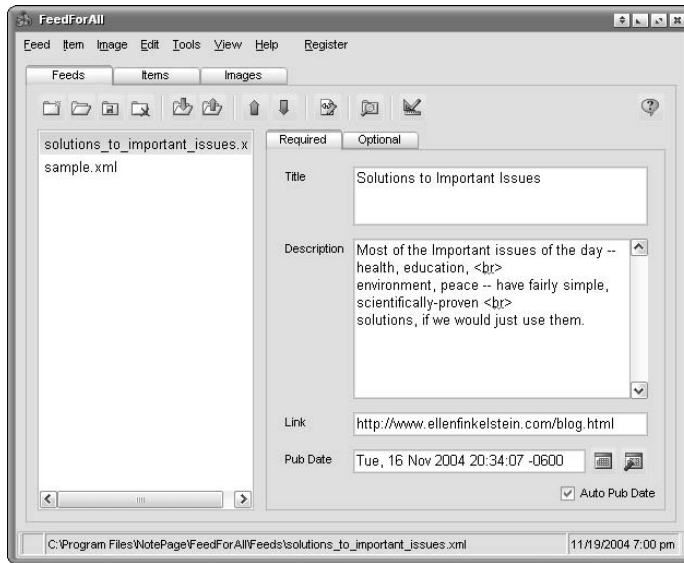 FeedForAll
Feed Item Image Edit Tools View Help Register
Feeds Items Images
solutions_to_important_issues.x
sample.xml
Required Optional
Title
Solutions to Important Issues
Description
Most of the Important issues of the day --
health, education, <br>
environment, peace -- have fairly simple,
scientifically-proven <br>
solutions, if we would just use them.
Link
http://www.ellenfinkelstein.com/blog.html
Pub Date
Tue, 16 Nov 2004 20:34:07 -0600
Auto Pub Date
C:\Program Files\NotePage\FeedForAll\Feeds\solutions_to_important_issues.xml
11/19/2004 7:00 pm